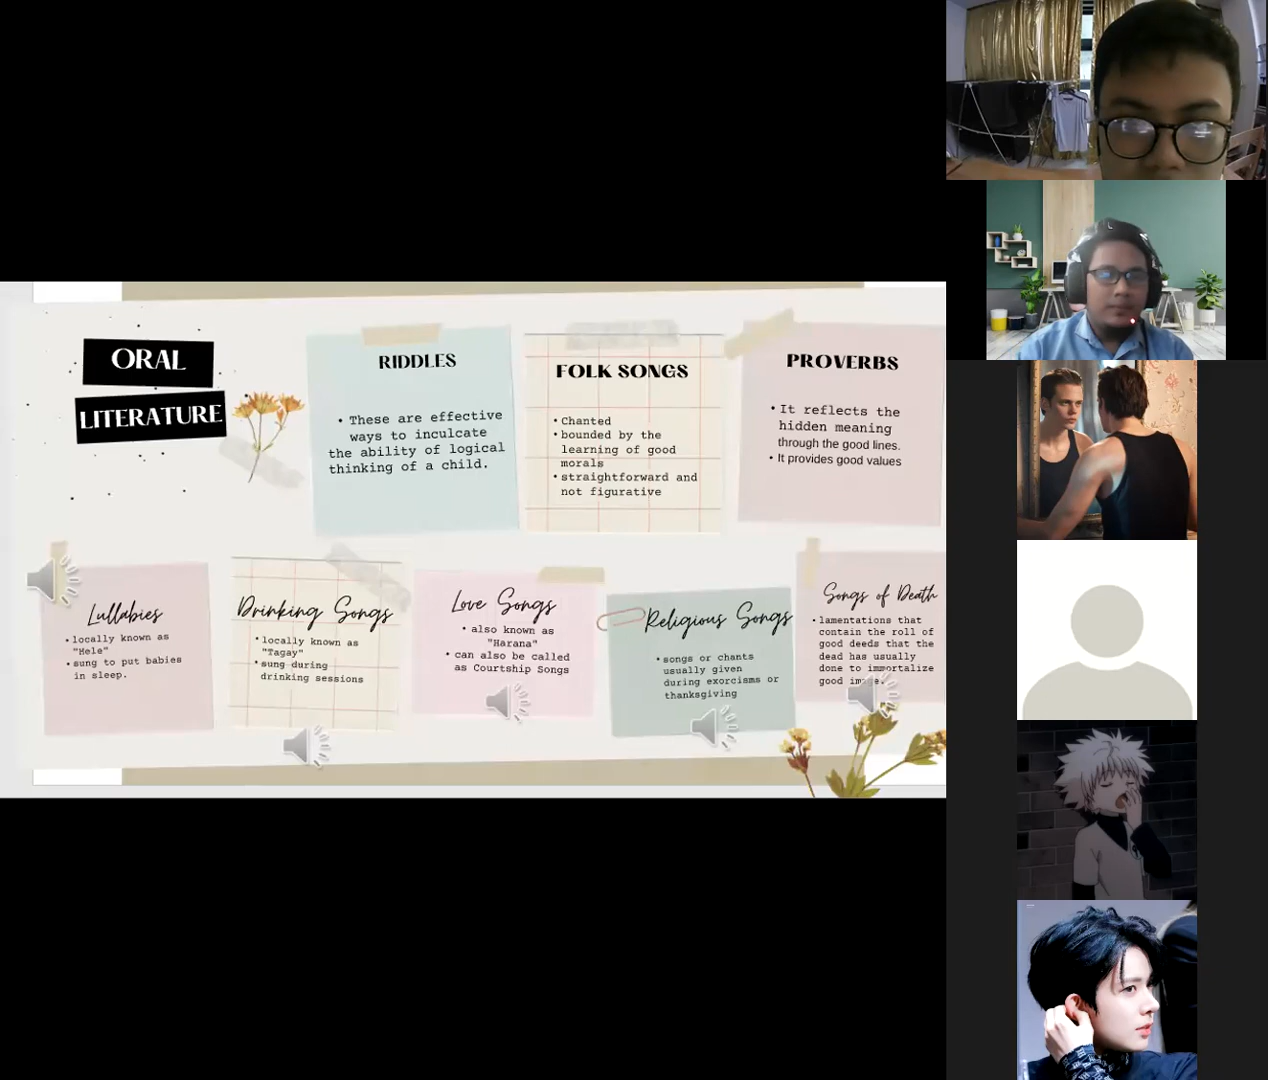 ORAL
LITERATURE
RIDDLES
• These are effective
ways to inculcate
the ability of logical
thinking of a child.
FOLK SONGS
• Chanted
• bounded by the
learning of good
morals
• straightforward and
not figurative
PROVERBS
• It reflects the
hidden meaning
through the good lines.
• It provides good values
Lullabies
• locally known as
"Hele"
• sung to put babies
in sleep.
Drinking Songs
• locally known as
"Tagay"
• sung during
drinking sessions
Love Songs
• also known as
"Harana"
• can also be called
as Courtship Songs
Religious Songs
• songs or chants
usually given
during exorcisms or
thanksgiving
Songs of Death
• lamentations that
contain the roll of
good deeds that the
dead has usually
done to immortalize
good